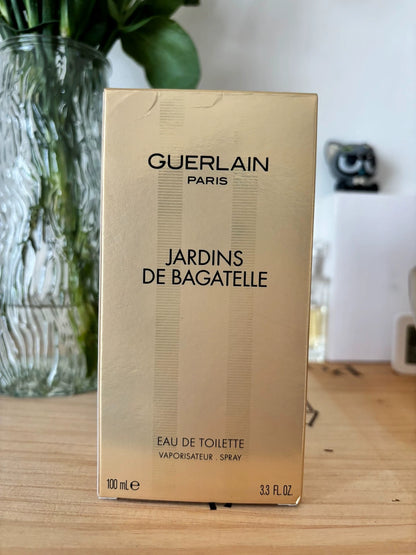 GUERLAIN
PARIS
JARDINS
DE BAGATELLE
EAU DE TOILETTE
VAPORISATEUR . SPRAY
100 mL ℮
3.3 FL.OZ.